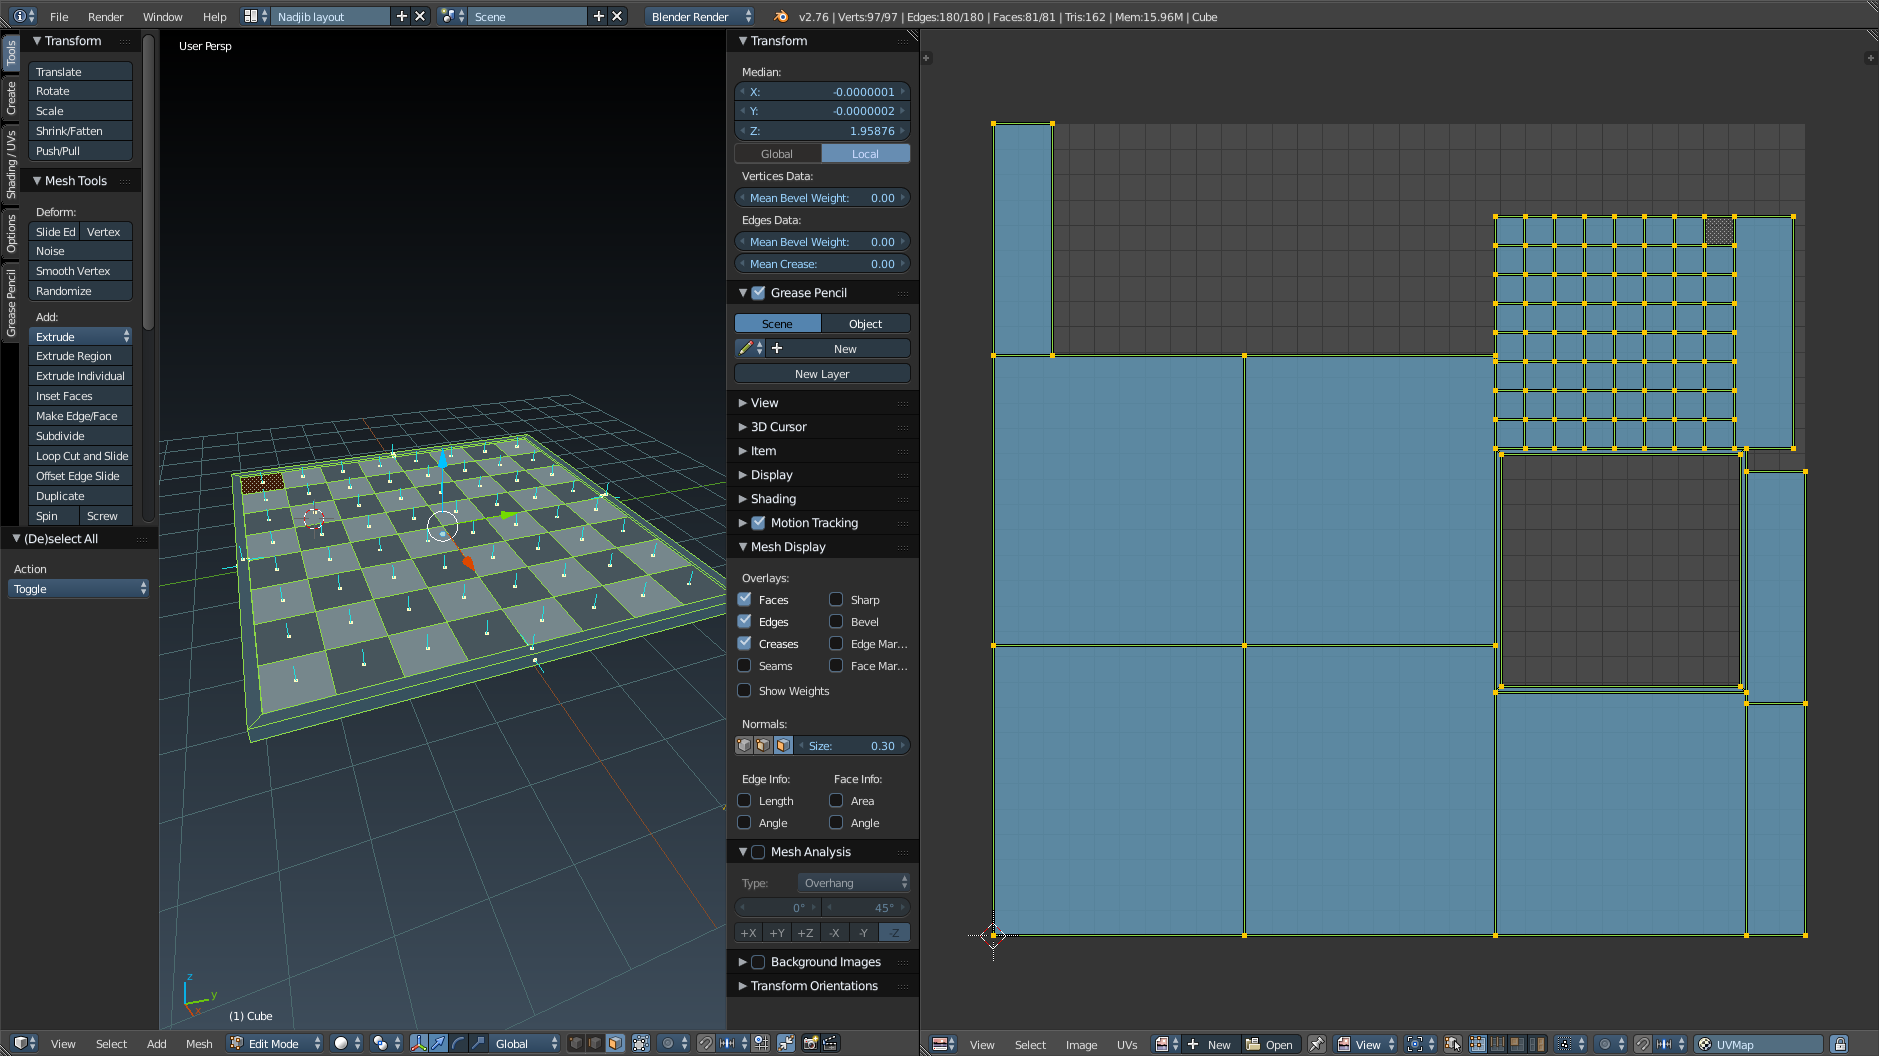 File Render Window Help Nadjib layout Scene Blender Render v2.76 | Verts:97/97 | Edges:180/180 | Faces:81/81 | Tris:162 | Mem:15.96M | Cube
Tools
Create
Shading / UVs
Options
Grease Pencil
Transform
Translate
Rotate
Scale
Shrink/Fatten
Push/Pull
Mesh Tools
Deform:
Slide Ed Vertex
Noise
Smooth Vertex
Randomize
Add:
Extrude
Extrude Region
Extrude Individual
Inset Faces
Make Edge/Face
Subdivide
Loop Cut and Slide
Offset Edge Slide
Duplicate
Spin Screw
(De)select All
Action
Toggle
User Persp
z
y
x
(1) Cube
Transform
Median:
X: -0.0000001
Y: -0.0000002
Z: 1.95876
Global Local
Vertices Data:
Mean Bevel Weight: 0.00
Edges Data:
Mean Bevel Weight: 0.00
Mean Crease: 0.00
Grease Pencil
Scene Object
New
New Layer
View
3D Cursor
Item
Display
Shading
Motion Tracking
Mesh Display
Overlays:
Faces Sharp
Edges Bevel
Creases Edge Mar...
Seams Face Mar...
Show Weights
Normals:
Size: 0.30
Edge Info: Face Info:
Length Area
Angle Angle
Mesh Analysis
Type: Overhang
0° 45°
+X +Y +Z -X -Y -Z
Background Images
Transform Orientations
View Select Add Mesh Edit Mode Global
View Select Image UVs New Open View UVMap